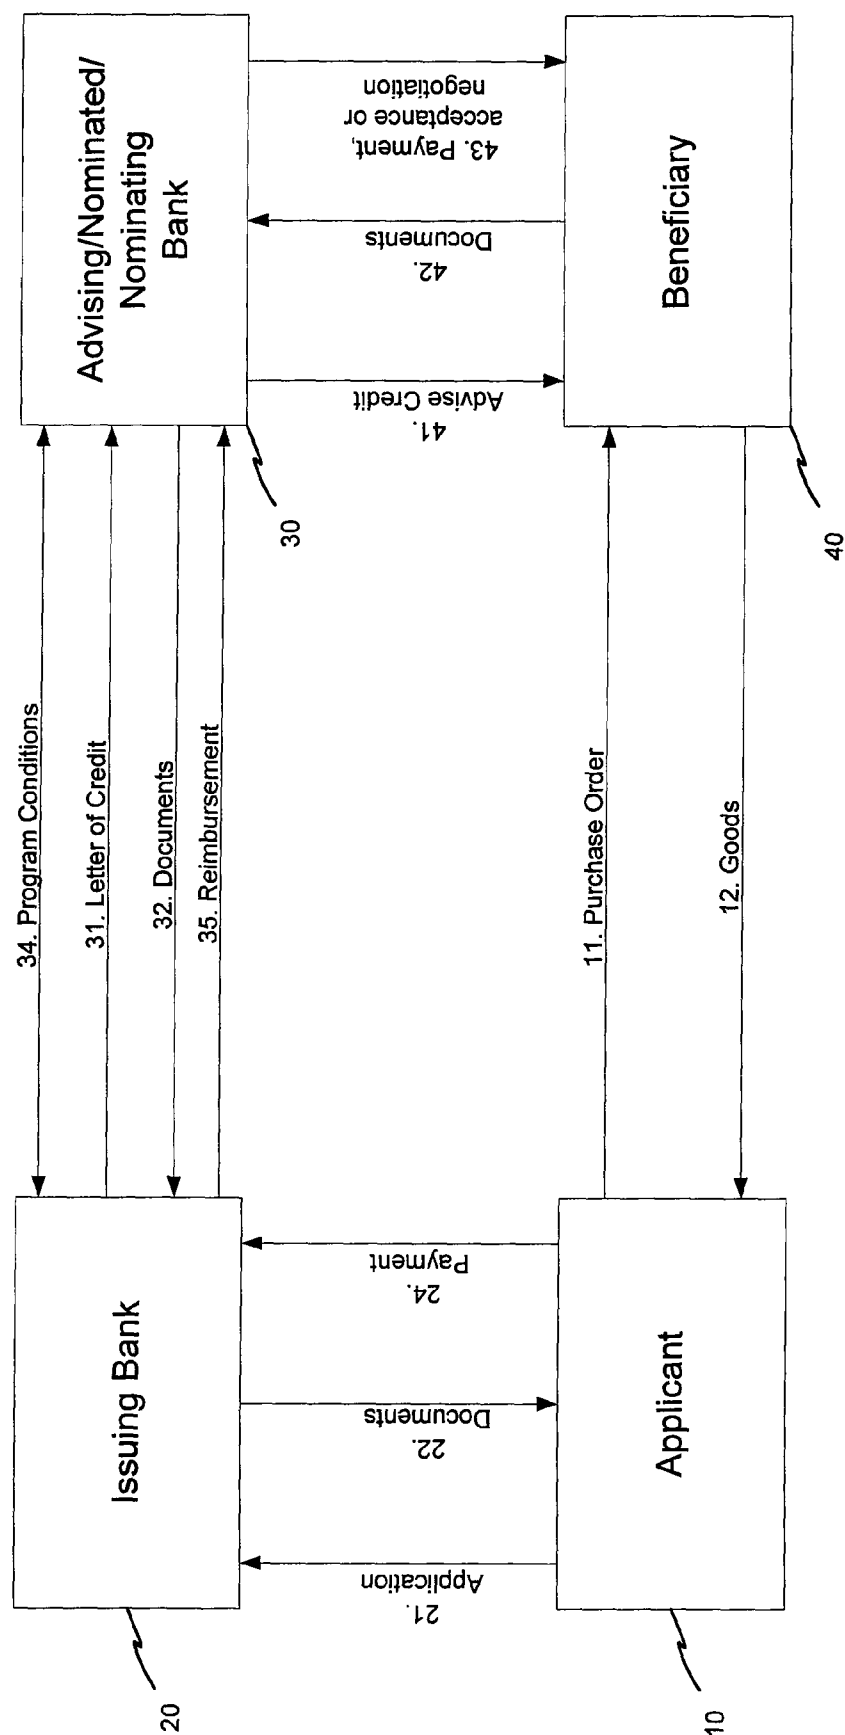 Issuing Bank
20
Advising/Nominated/
Nominating
Bank
30
34. Program Conditions
31. Letter of Credit
32. Documents
35. Reimbursement
21.
Application
22.
Documents
24.
Payment
41.
Advise Credit
42.
Documents
43. Payment,
acceptance or
negotiation
Applicant
10
Beneficiary
40
11. Purchase Order
12. Goods